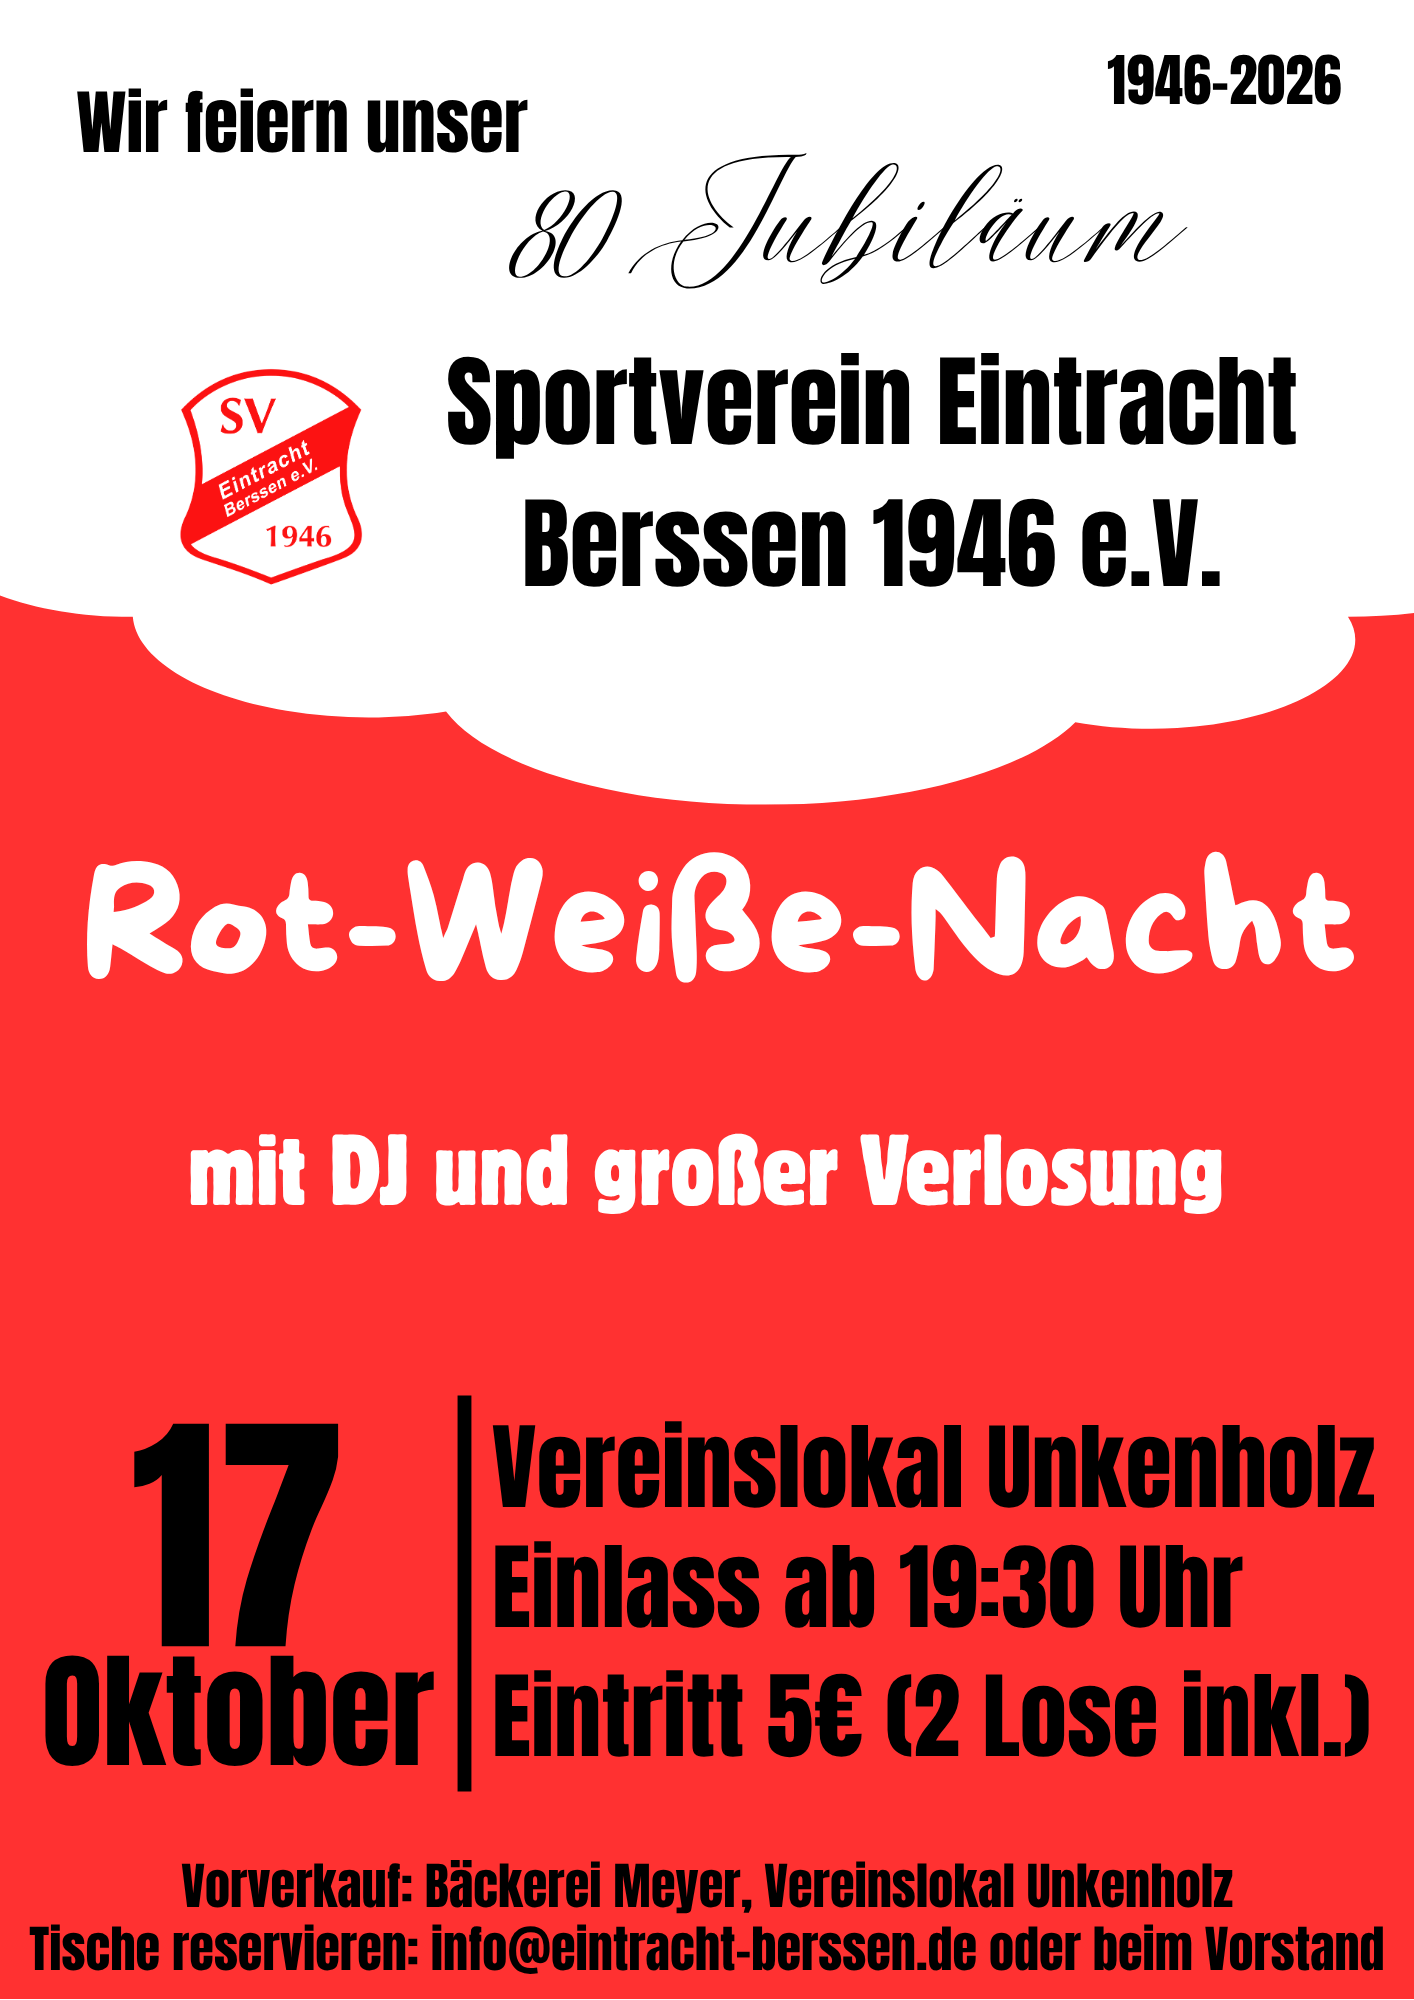 1946-2026
Wir feiern unser
80 Jubiläum
Sportverein Eintracht
Berssen 1946 e.V.
SV
Eintracht
Berssen e.V.
1946
Rot-Weiße-Nacht
mit DJ und großer Verlosung
17
Oktober
Vereinslokal Unkenholz
Einlass ab 19:30 Uhr
Eintritt 5€ (2 Lose inkl.)
Vorverkauf: Bäckerei Meyer, Vereinslokal Unkenholz
Tische reservieren: info@eintracht-berssen.de oder beim Vorstand